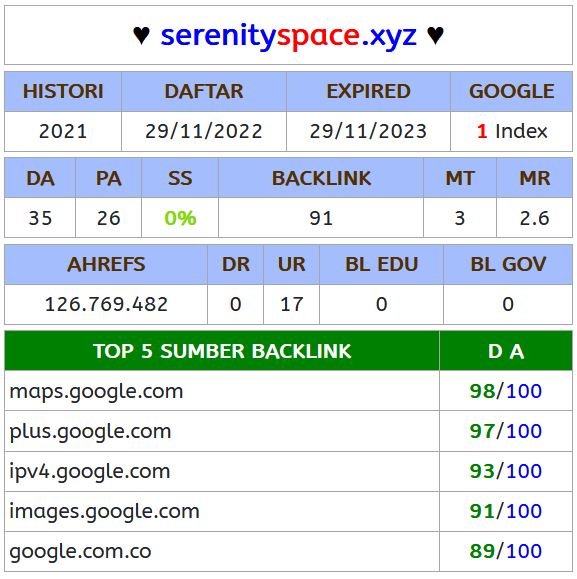 ♥ serenityspace.xyz ♥
HISTORI DAFTAR EXPIRED GOOGLE
2021 29/11/2022 29/11/2023 1 Index
DA PA SS BACKLINK MT MR
35 26 0% 91 3 2.6
AHREFS DR UR BL EDU BL GOV
126.769.482 0 17 0 0
TOP 5 SUMBER BACKLINK D A
maps.google.com 98/100
plus.google.com 97/100
ipv4.google.com 93/100
images.google.com 91/100
google.com.co 89/100